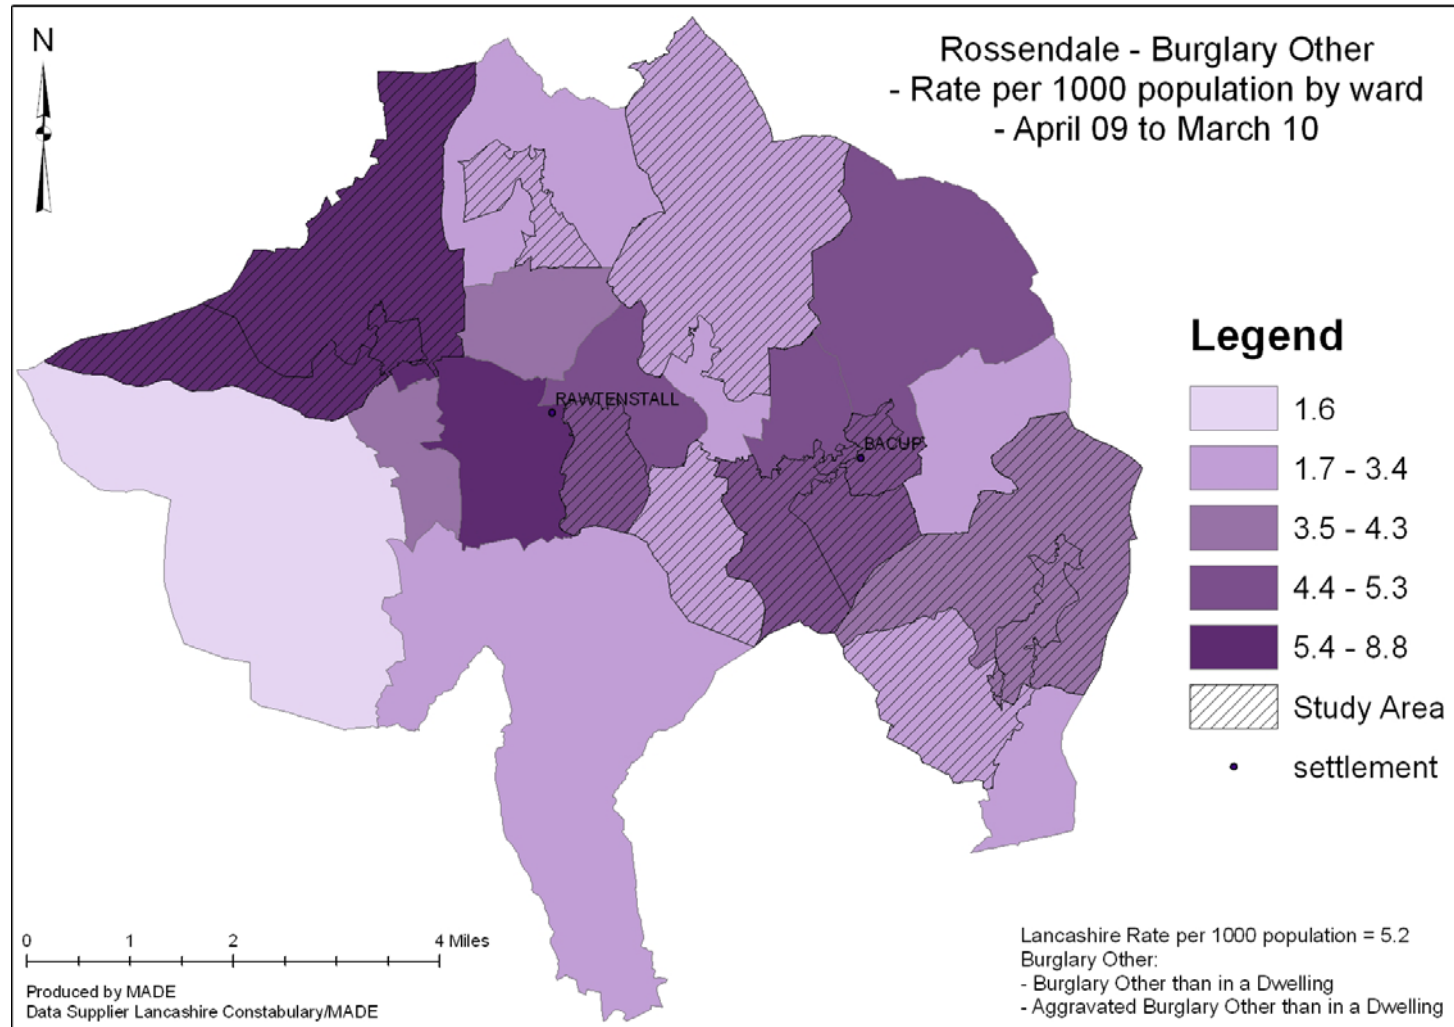 N
Rossendale - Burglary Other
- Rate per 1000 population by ward
- April 09 to March 10
RAWTENSTALL
BACUP
Legend
1.6
1.7 - 3.4
3.5 - 4.3
4.4 - 5.3
5.4 - 8.8
Study Area
settlement
0 1 2 4 Miles
Produced by MADE
Data Supplier Lancashire Constabulary/MADE
Lancashire Rate per 1000 population = 5.2
Burglary Other:
- Burglary Other than in a Dwelling
- Aggravated Burglary Other than in a Dwelling